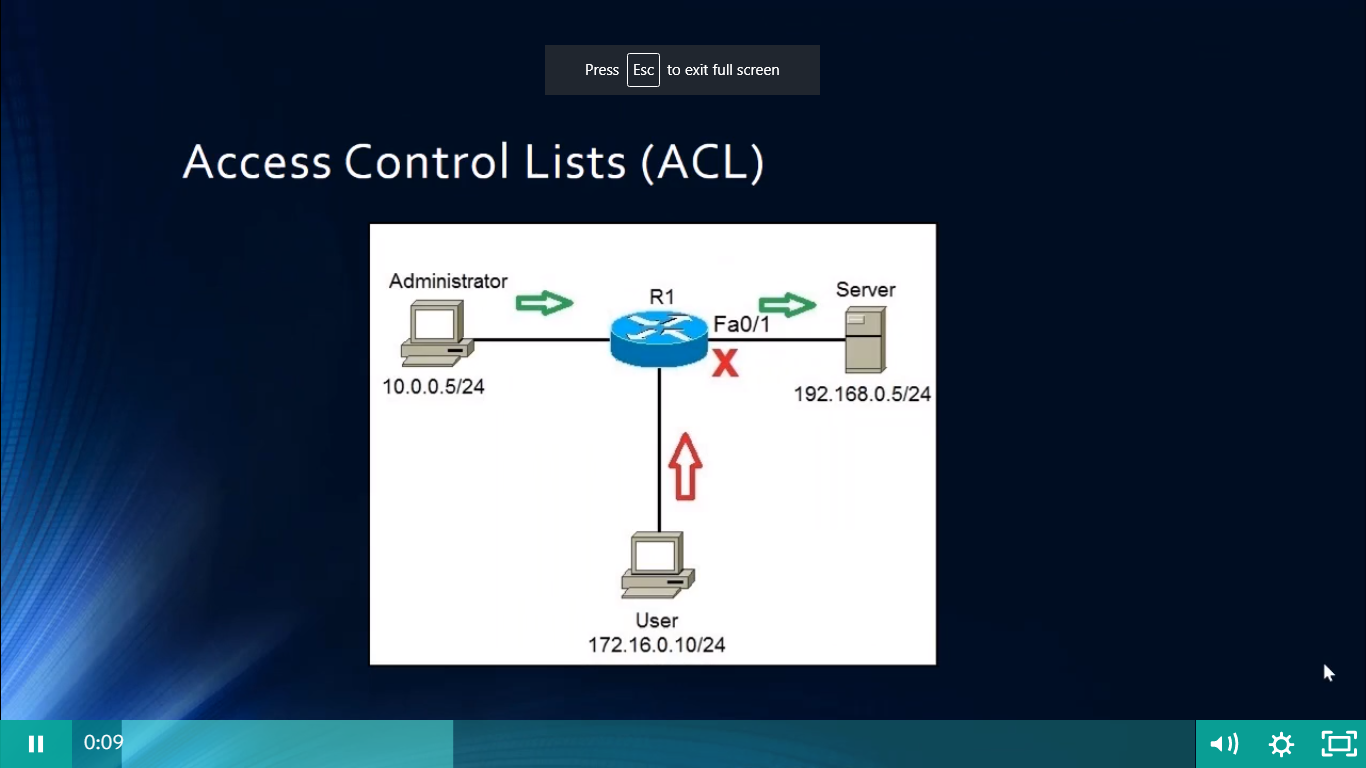 Press Esc to exit full screen
Access Control Lists (ACL)
Administrator
R1
Server
Fa0/1
X
10.0.0.5/24
192.168.0.5/24
User
172.16.0.10/24
0:09